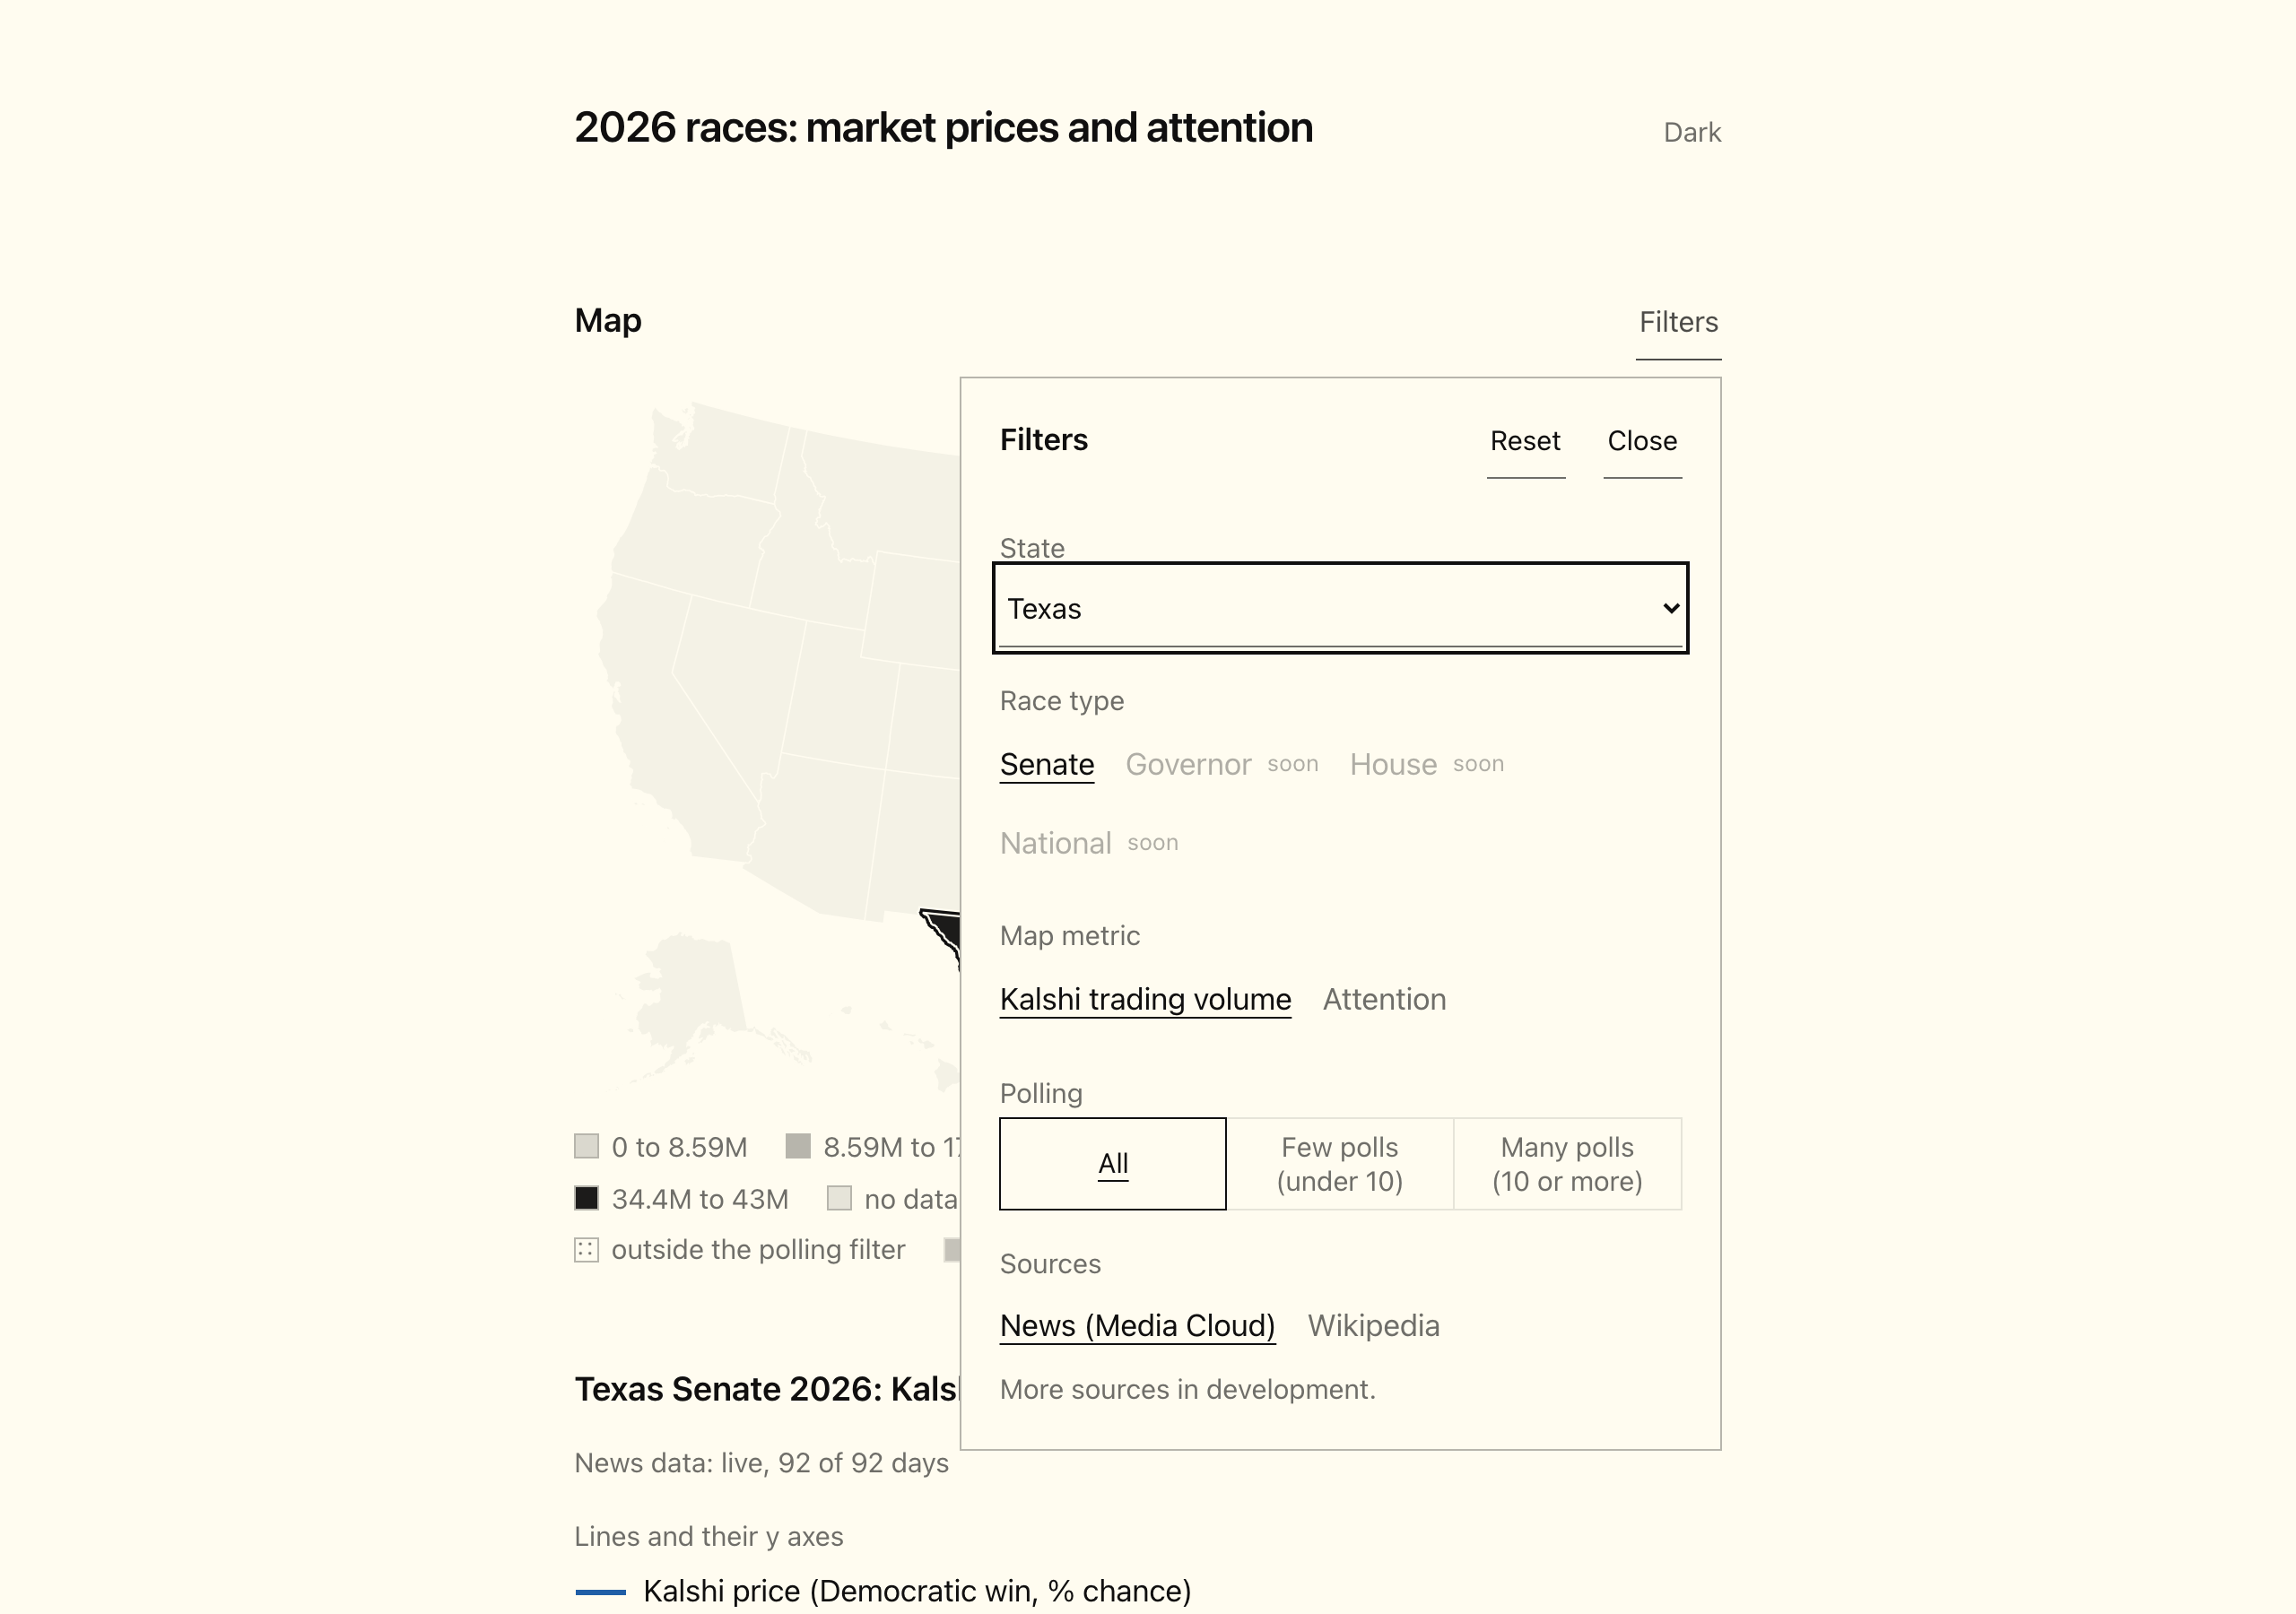 2026 races: market prices and attention
Dark
Map
Filters
Filters
Reset
Close
State
Texas
Race type
Senate
Governor soon
House soon
National soon
Map metric
Kalshi trading volume
Attention
Polling
All
Few polls
(under 10)
Many polls
(10 or more)
Sources
News (Media Cloud)
Wikipedia
More sources in development.
0 to 8.59M
8.59M to 1
34.4M to 43M
no data
outside the polling filter
Texas Senate 2026: Kals
News data: live, 92 of 92 days
Lines and their y axes
Kalshi price (Democratic win, % chance)